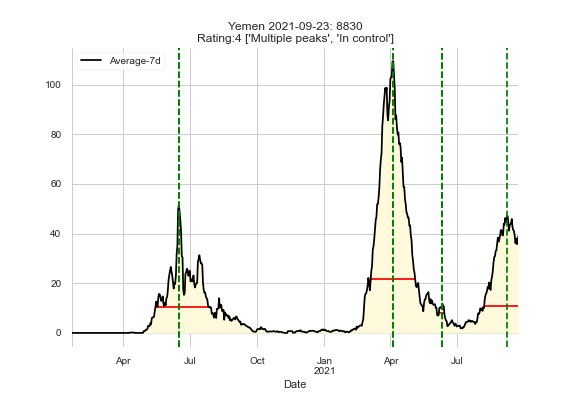 Yemen 2021-09-23: 8830
Rating:4 ['Multiple peaks', 'In control']
Average-7d
100
80
60
40
20
0
Apr
Jul
Oct
Jan
2021
Apr
Jul
Date